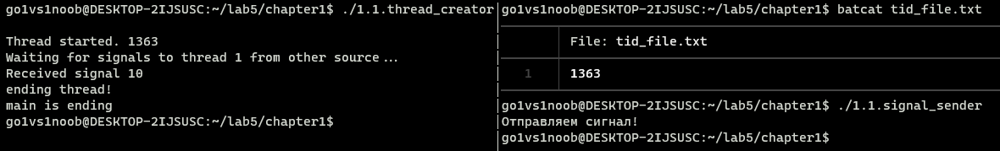 go1vs1noob@DESKTOP-2IJSUSC:~/lab5/chapter1$ ./1.1.thread_creator
Thread started. 1363
Waiting for signals to thread 1 from other source...
Received signal 10
ending thread!
main is ending
go1vs1noob@DESKTOP-2IJSUSC:~/lab5/chapter1$
go1vs1noob@DESKTOP-2IJSUSC:~/lab5/chapter1$ batcat tid_file.txt
File: tid_file.txt
1 1363
go1vs1noob@DESKTOP-2IJSUSC:~/lab5/chapter1$ ./1.1.signal_sender
Отправляем сигнал!
go1vs1noob@DESKTOP-2IJSUSC:~/lab5/chapter1$